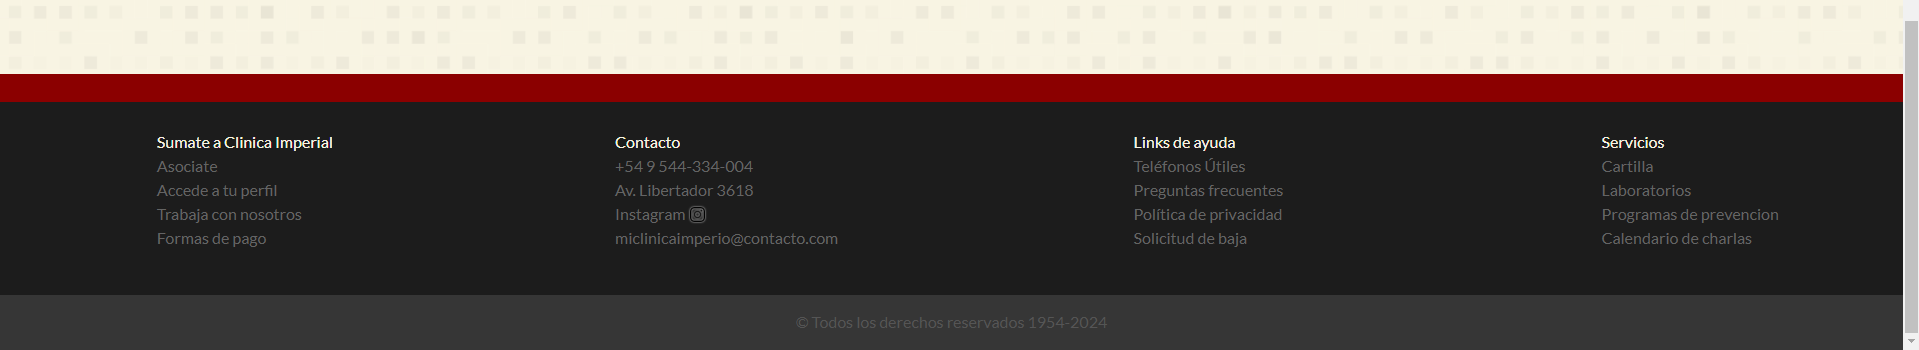 Sumate a Clinica Imperial
Asociate
Accede a tu perfil
Trabaja con nosotros
Formas de pago
Contacto
+54 9 544-334-004
Av. Libertador 3618
Instagram
miclinicaimperio@contacto.com
Links de ayuda
Teléfonos Útiles
Preguntas frecuentes
Política de privacidad
Solicitud de baja
Servicios
Cartilla
Laboratorios
Programas de prevencion
Calendario de charlas
© Todos los derechos reservados 1954-2024